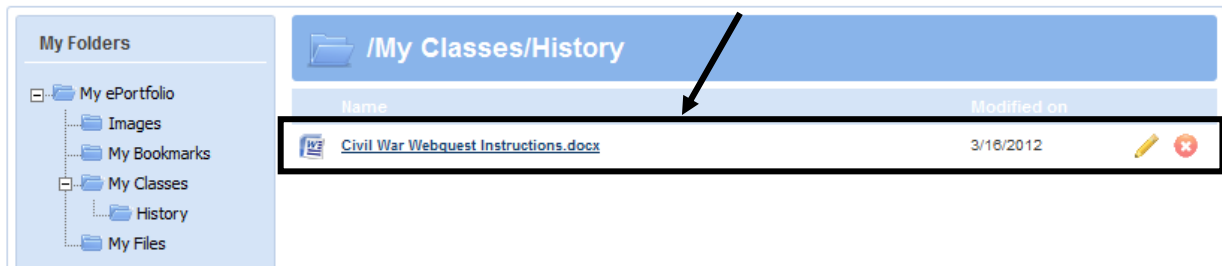 My Folders
My ePortfolio
Images
My Bookmarks
My Classes
History
My Files
/My Classes/History
Name Modified on
Civil War Webquest Instructions.docx 3/16/2012